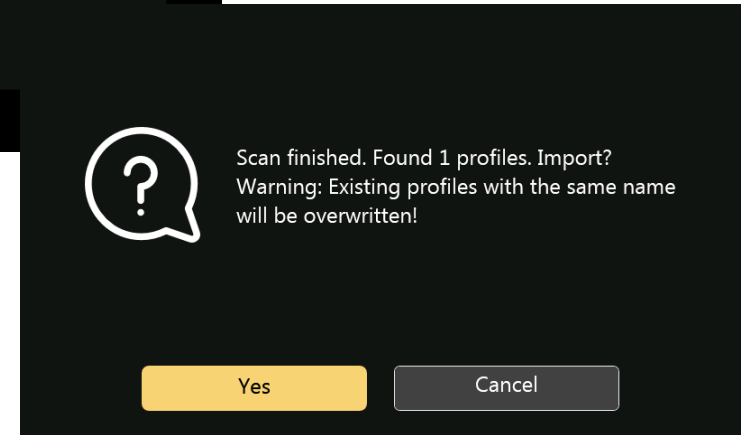 Scan finished. Found 1 profiles. Import?
Warning: Existing profiles with the same name
will be overwritten!
Yes
Cancel